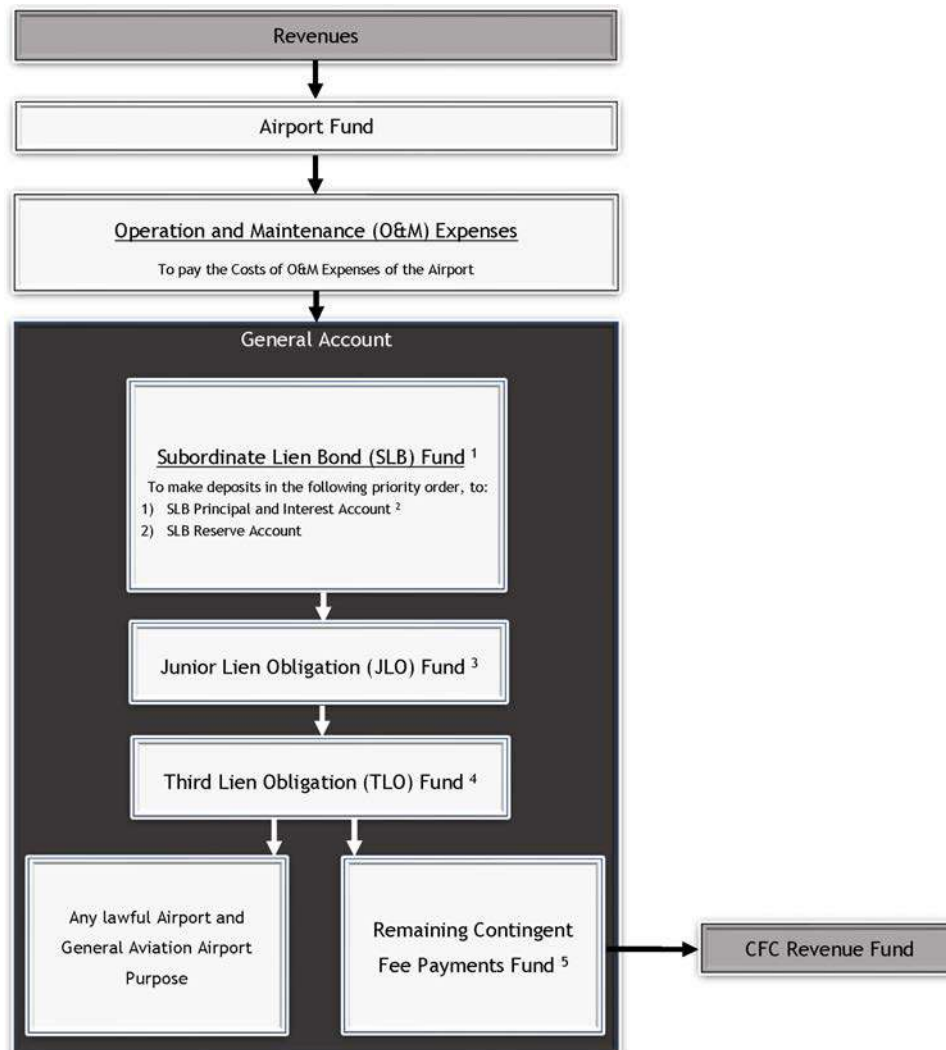 Revenues
Airport Fund
Operation and Maintenance (O&M) Expenses
To pay the Costs of O&M Expenses of the Airport
General Account
Subordinate Lien Bond (SLB) Fund ¹
To make deposits in the following priority order, to:
1) SLB Principal and Interest Account ²
2) SLB Reserve Account
Junior Lien Obligation (JLO) Fund ³
Third Lien Obligation (TLO) Fund ⁴
Any lawful Airport and
General Aviation Airport
Purpose
Remaining Contingent
Fee Payments Fund ⁵
CFC Revenue Fund